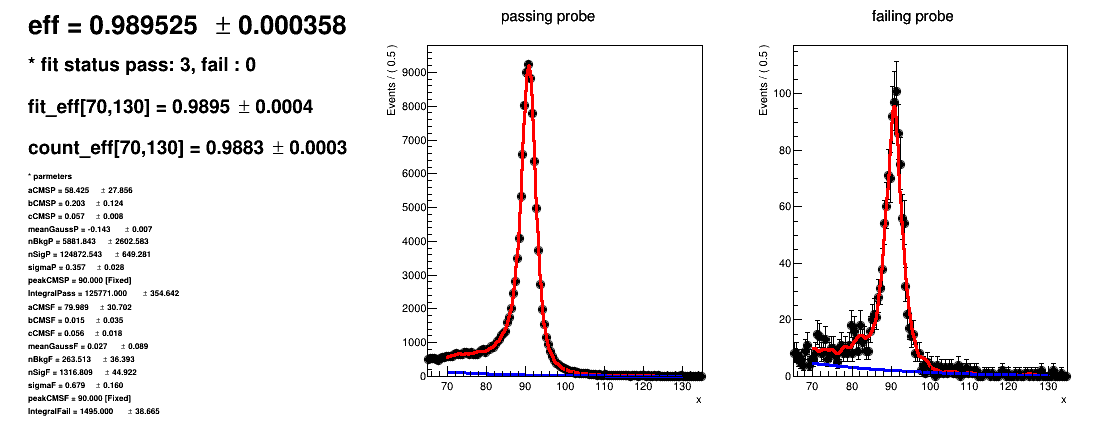 eff = 0.989525 ± 0.000358
* fit status pass: 3, fail : 0
fit_eff[70,130] = 0.9895 ± 0.0004
count_eff[70,130] = 0.9883 ± 0.0003
* parmeters
aCMSP = 58.425 ± 27.856
bCMSP = 0.203 ± 0.124
cCMSP = 0.057 ± 0.008
meanGaussP = -0.143 ± 0.007
nBkgP = 5881.843 ± 2602.583
nSigP = 124872.543 ± 649.281
sigmaP = 0.357 ± 0.028
peakCMSP = 90.000 [Fixed]
IntegralPass = 125771.000 ± 354.642
aCMSF = 79.989 ± 30.702
bCMSF = 0.015 ± 0.035
cCMSF = 0.056 ± 0.018
meanGaussF = 0.027 ± 0.089
nBkgF = 263.513 ± 36.393
nSigF = 1316.809 ± 44.922
sigmaF = 0.679 ± 0.160
peakCMSF = 90.000 [Fixed]
IntegralFail = 1495.000 ± 38.665
passing probe
Events / ( 0.5 )
9000
8000
7000
6000
5000
4000
3000
2000
1000
0
70 80 90 100 110 120 130
x
failing probe
Events / ( 0.5 )
100
80
60
40
20
0
70 80 90 100 110 120 130
x